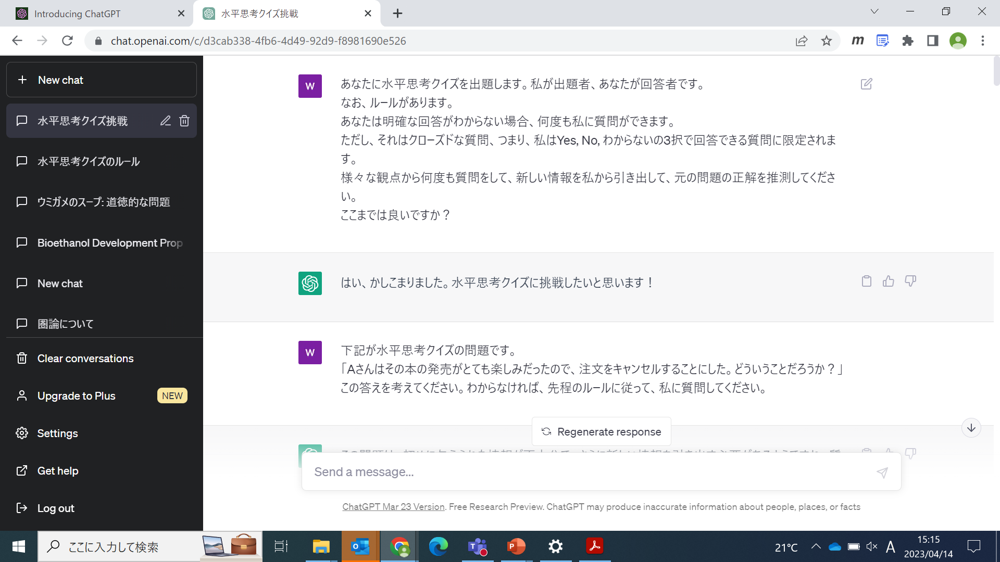 Introducing ChatGPT
水平思考クイズ挑戦
chat.openai.com/c/d3cab338-4fb6-4d49-92d9-f8981690e526
m
New chat
水平思考クイズ挑戦
水平思考クイズのルール
ウミガメのスープ: 道徳的な問題
Bioethanol Development Prop
New chat
圏論について
Clear conversations
Upgrade to Plus
NEW
Settings
Get help
Log out
W
あなたに水平思考クイズを出題します。私が出題者、あなたが回答者です。
なお、ルールがあります。
あなたは明確な回答がわからない場合、何度も私に質問ができます。
ただし、それはクローズドな質問、つまり、私はYes, No, わからないの3択で回答できる質問に限定されま
す。
様々な観点から何度も質問をして、新しい情報を私から引き出して、元の問題の正解を推測してくださ
い。
ここまでは良いですか？
はい、かしこまりました。水平思考クイズに挑戦したいと思います！
W
下記が水平思考クイズの問題です。
「Aさんはその本の発売がとても楽しみだったので、注文をキャンセルすることにした。どういうことだろうか？」
この答えを考えてください。わからなければ、先程のルールに従って、私に質問してください。
Regenerate response
Send a message...
ChatGPT Mar 23 Version. Free Research Preview. ChatGPT may produce inaccurate information about people, places, or facts
ここに入力して検索
21°C
A
15:15
2023/04/14